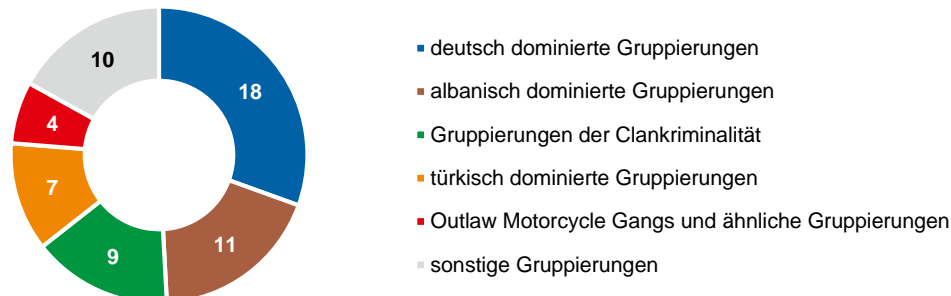 10
18
4
7
9
11
deutsch dominierte Gruppierungen
albanisch dominierte Gruppierungen
Gruppierungen der Clankriminalität
türkisch dominierte Gruppierungen
Outlaw Motorcycle Gangs und ähnliche Gruppierungen
sonstige Gruppierungen